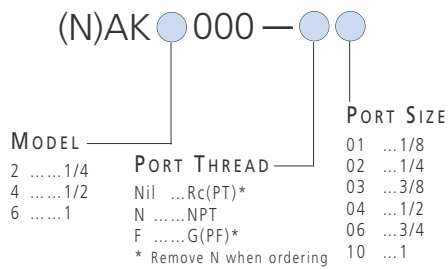 (N)AK 000 —
MODEL
2 ......1/4
4 ......1/2
6 ......1
PORT THREAD
Nil ...Rc(PT)*
N ......NPT
F ......G(PF)*
* Remove N when ordering
PORT SIZE
01 ...1/8
02 ...1/4
03 ...3/8
04 ...1/2
06 ...3/4
10 ...1